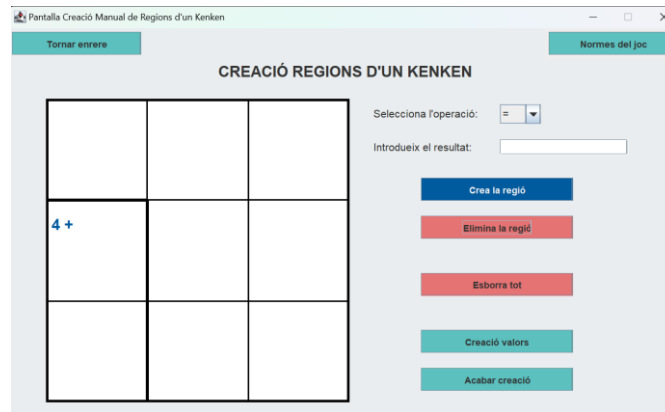 Pantalla Creació Manual de Regions d'un Kenken
Tornar enrere
Normes del joc
CREACIÓ REGIONS D'UN KENKEN
Selecciona l'operació: =
Introdueix el resultat:
Crea la regió
4 +
Elimina la regió
Esborra tot
Creació valors
Acabar creació